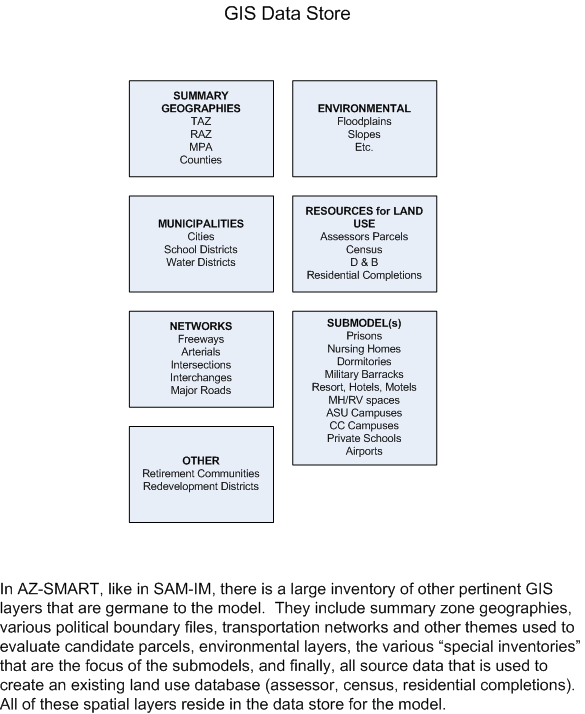 GIS Data Store
SUMMARY
GEOGRAPHIES
TAZ
RAZ
MPA
Counties
ENVIRONMENTAL
Floodplains
Slopes
Etc.
MUNICIPALITIES
Cities
School Districts
Water Districts
RESOURCES for LAND
USE
Assessors Parcels
Census
D & B
Residential Completions
NETWORKS
Freeways
Arterials
Intersections
Interchanges
Major Roads
SUBMODEL(s)
Prisons
Nursing Homes
Dormitories
Military Barracks
Resort, Hotels, Motels
MH/RV spaces
ASU Campuses
CC Campuses
Private Schools
Airports
OTHER
Retirement Communities
Redevelopment Districts
In AZ-SMART, like in SAM-IM, there is a large inventory of other pertinent GIS
layers that are germane to the model.  They include summary zone geographies,
various political boundary files, transportation networks and other themes used to
evaluate candidate parcels, environmental layers, the various “special inventories”
that are the focus of the submodels, and finally, all source data that is used to
create an existing land use database (assessor, census, residential completions).
All of these spatial layers reside in the data store for the model.